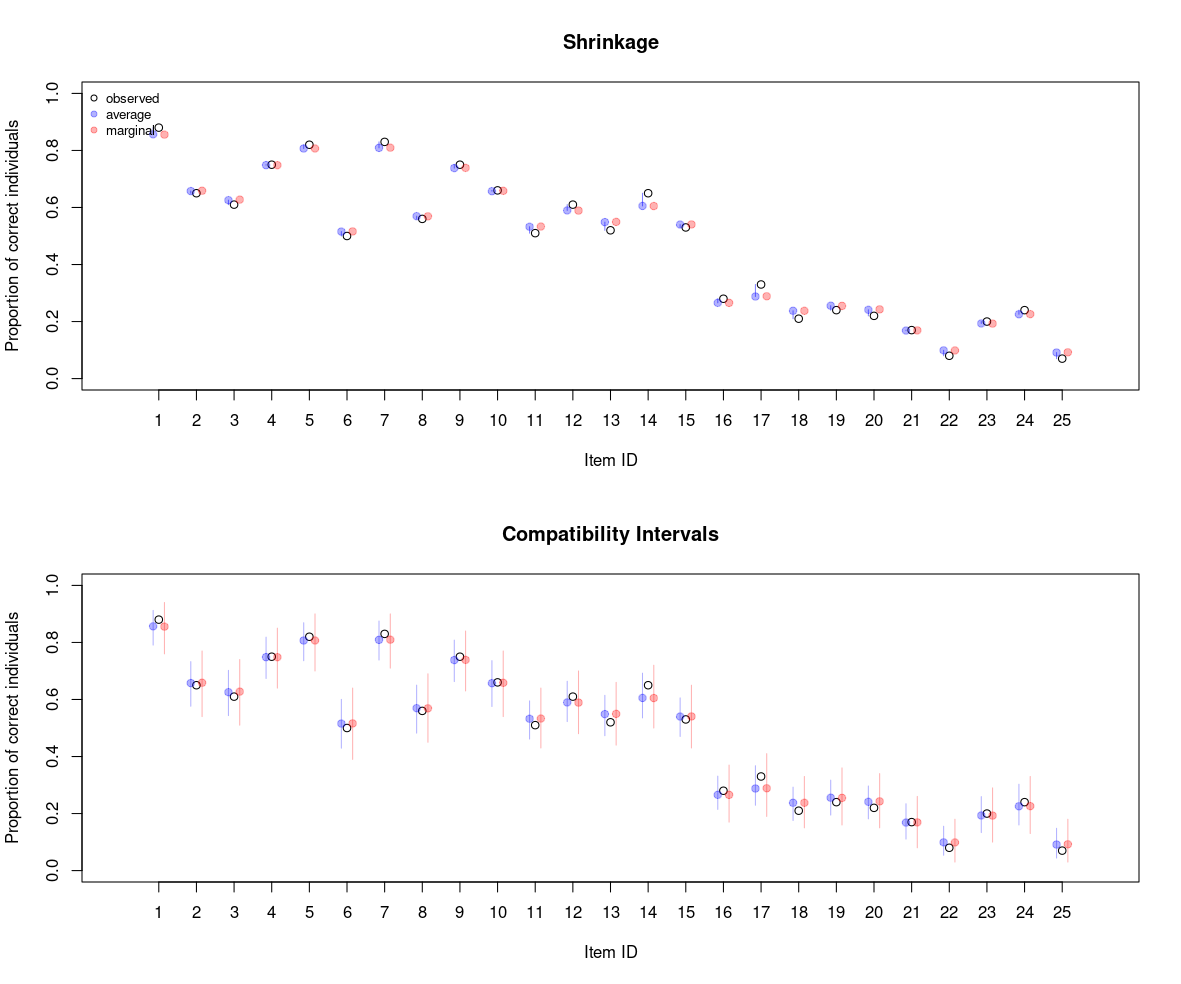 Shrinkage
Proportion of correct individuals
1.0
0.8
0.6
0.4
0.2
0.0
observed
average
marginal
1 2 3 4 5 6 7 8 9 10 11 12 13 14 15 16 17 18 19 20 21 22 23 24 25
Item ID
Compatibility Intervals
Proportion of correct individuals
1.0
0.8
0.6
0.4
0.2
0.0
1 2 3 4 5 6 7 8 9 10 11 12 13 14 15 16 17 18 19 20 21 22 23 24 25
Item ID